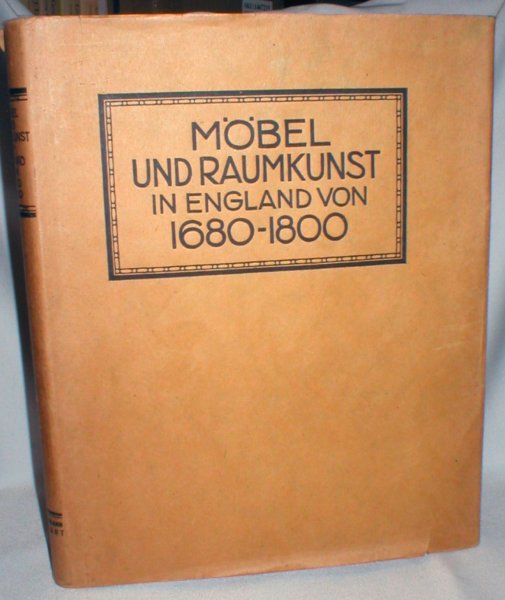 MÖBEL
UND RAUMKUNST
IN ENGLAND VON
1680-1800